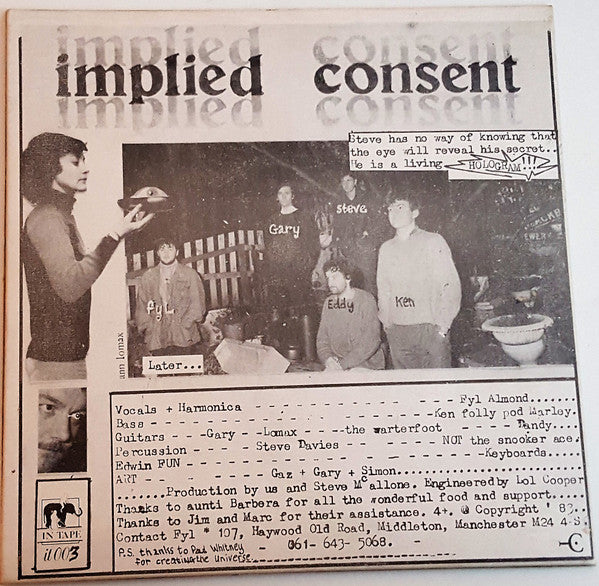 implied consent
Steve has no way of knowing that
the eye will reveal his secret..
He is a living HOLOGRAM!!!
Gary
Steve
Fyl
Eddy
Ken
ann lomax
Later...
Vocals + Harmonica - - - - - - - - - - Fyl Almond.......
Bass- - - - - - - - - - - - - - - - -Ken folly pod Marley.
Guitars - - -Gary - -Lomax - - - -the warterfoot - - - - Dandy....
Percussion - - - - - Steve Davies - - - - NOT the snooker ace.
Edwin FUN - - - - - - - - - - - - - - - - -Keyboards.....
ART - - - - - - - - Gaz + Gary + Simon..................
.......Production by us and Steve McAllone. Engineered by Lol Cooper
Thanks to aunti Barbera for all the wonderful food and support......
Thanks to Jim and Marc for their assistance. 4+. @ Copyright ' 83..
Contact Fyl * 107, Haywood Old Road, Middleton, Manchester M24 4-S.
P.S. thanks to Paul Whitney - 061- 643- 5068. -
for creating the universe.
IN TAPE
it 003